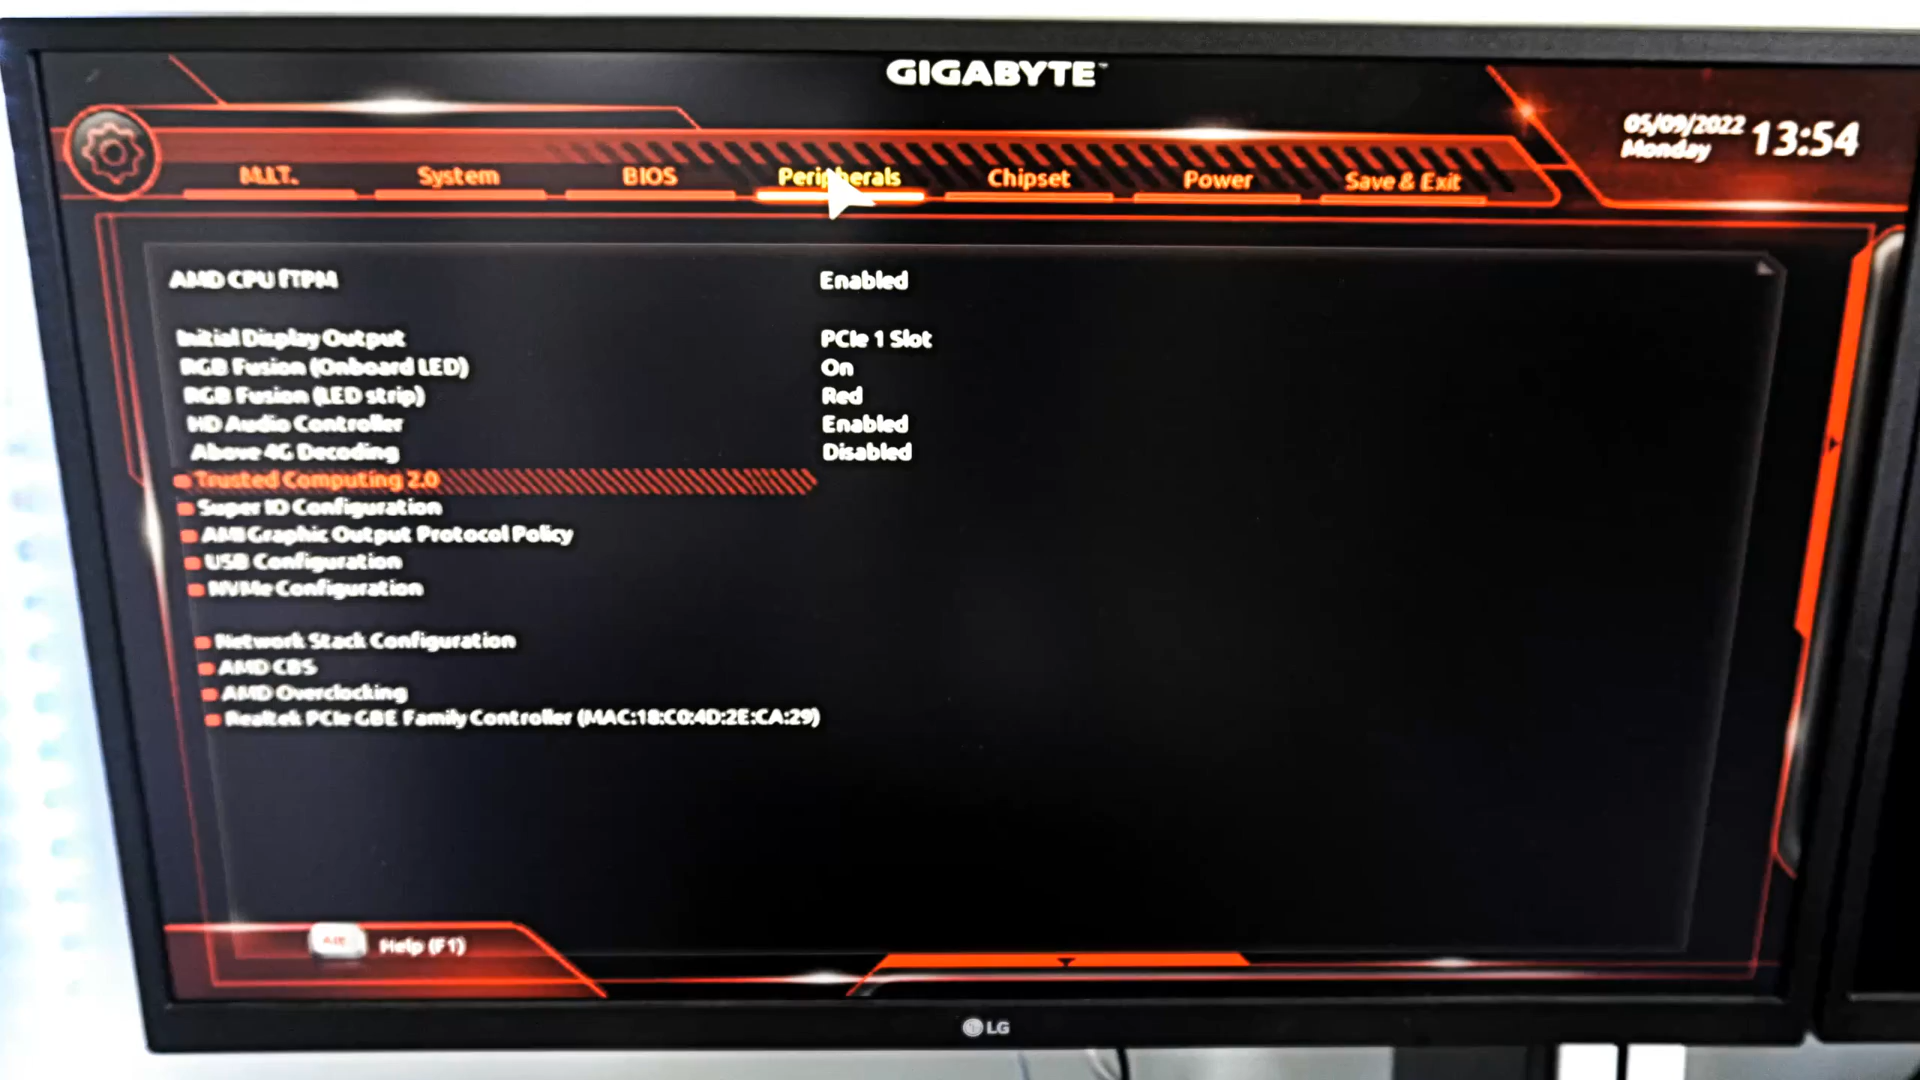 GIGABYTE™
05/09/2022
Monday
13:54
M.I.T.
System
BIOS
Peripherals
Chipset
Power
Save & Exit
AMD CPU fTPM Enabled
Initial Display Output PCIe 1 Slot
RGB Fusion (Onboard LED) On
RGB Fusion (LED strip) Red
HD Audio Controller Enabled
Above 4G Decoding Disabled
Trusted Computing 2.0
Super IO Configuration
AMI Graphic Output Protocol Policy
USB Configuration
NVMe Configuration
Network Stack Configuration
AMD CBS
AMD Overclocking
Realtek PCIe GBE Family Controller (MAC:18:C0:4D:2E:CA:29)
Help (F1)
LG